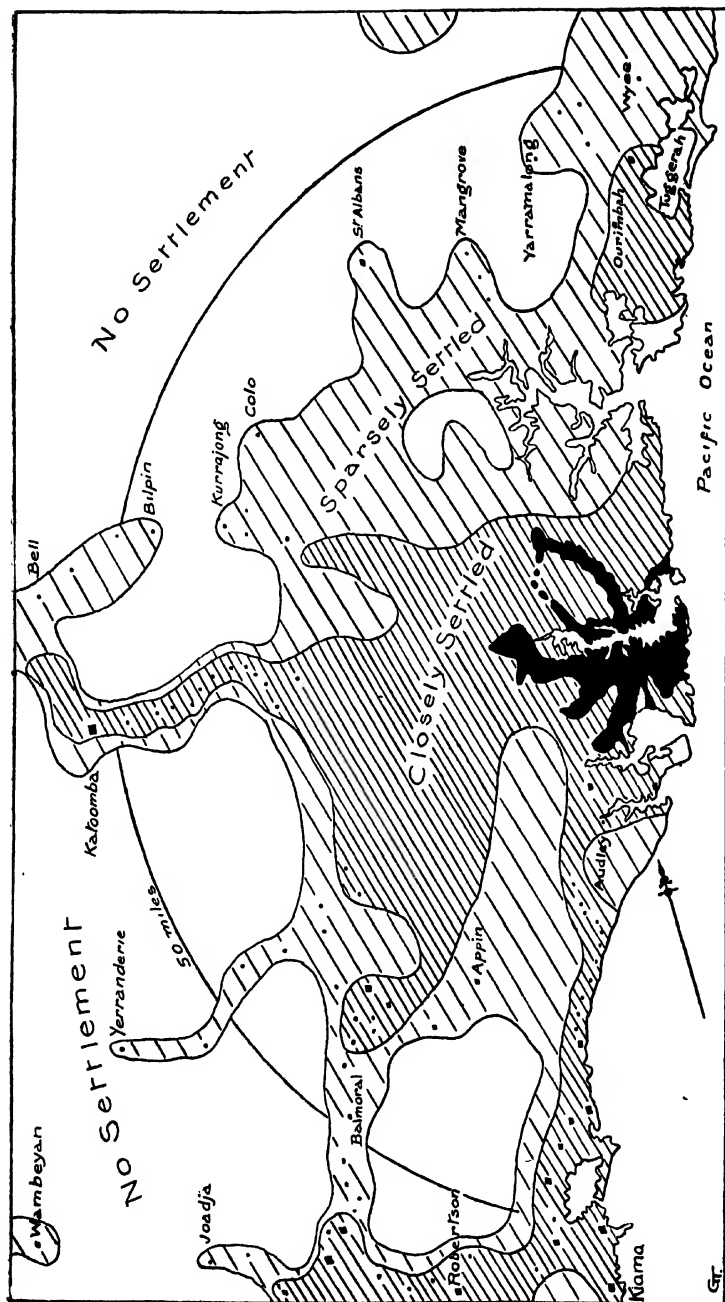 No Settlement
Bell
Bilpin
Katoomba
Kurrajong
Colo
St Albans
Mangrove
Yarramalong
Wyee
Ourimbah
Tuggerah
Sparsely Settled
Closely Settled
50 miles
No Settlement
Yerranderie
Wambeyan
Joadja
Balmoral
Appin
Audley
Robertson
Kiama
Pacific Ocean
G.T.